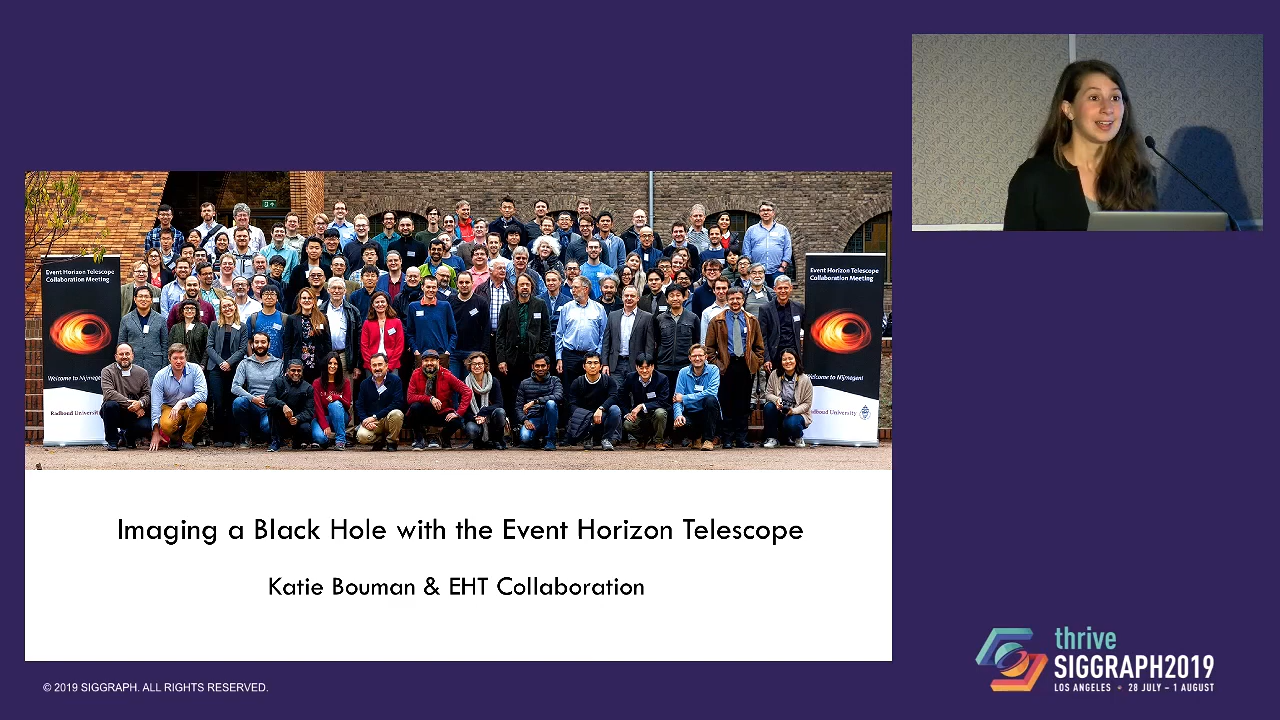 Event Horizon Telescope
Collaboration Meeting
Welcome to Nijmegen
Radboud Universit
Event Horizon Telescope
Collaboration Meeting
Welcome to Nijmegen!
Radboud University
Imaging a Black Hole with the Event Horizon Telescope
Katie Bouman & EHT Collaboration
© 2019 SIGGRAPH. ALL RIGHTS RESERVED.
thrive
SIGGRAPH2019
LOS ANGELES • 28 JULY – 1 AUGUST